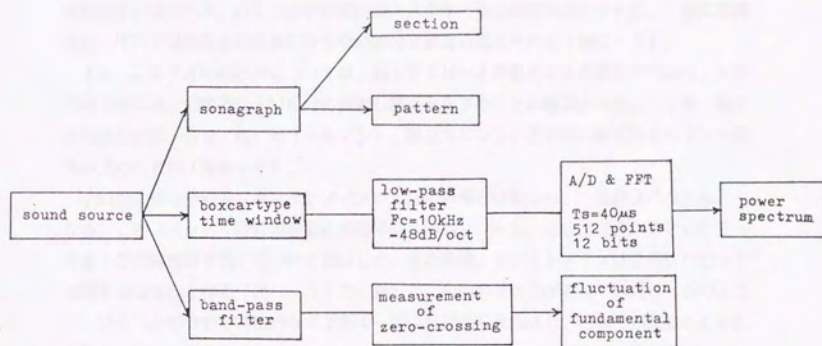 section
sonagraph
pattern
sound source
boxcartype
time window
low-pass
filter
Fc=10kHz
-48dB/oct
A/D & FFT
Ts=40μs
512 points
12 bits
power
spectrum
band-pass
filter
measurement
of
zero-crossing
fluctuation
of
fundamental
component